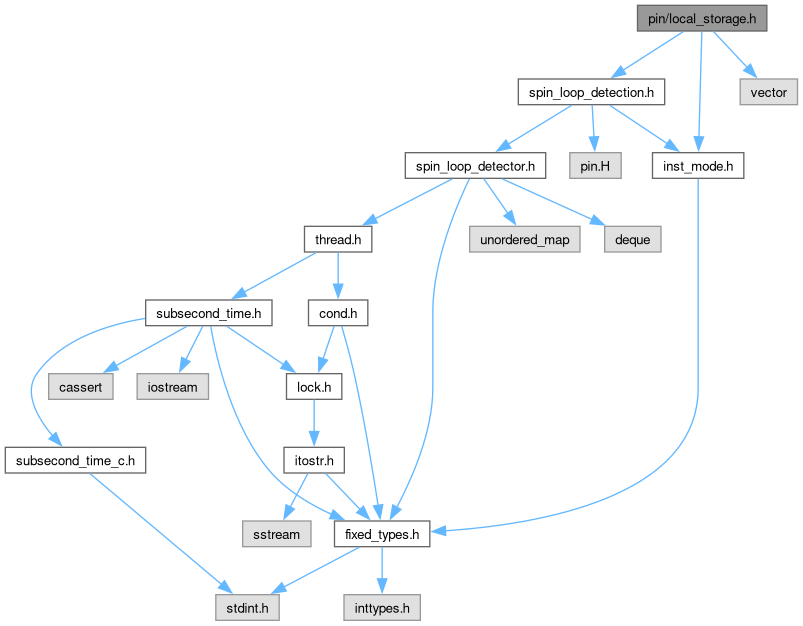 pin/local_storage.h
spin_loop_detection.h
vector
spin_loop_detector.h
pin.H
inst_mode.h
thread.h
unordered_map
deque
subsecond_time.h
cond.h
cassert
iostream
lock.h
subsecond_time_c.h
itostr.h
sstream
fixed_types.h
stdint.h
inttypes.h